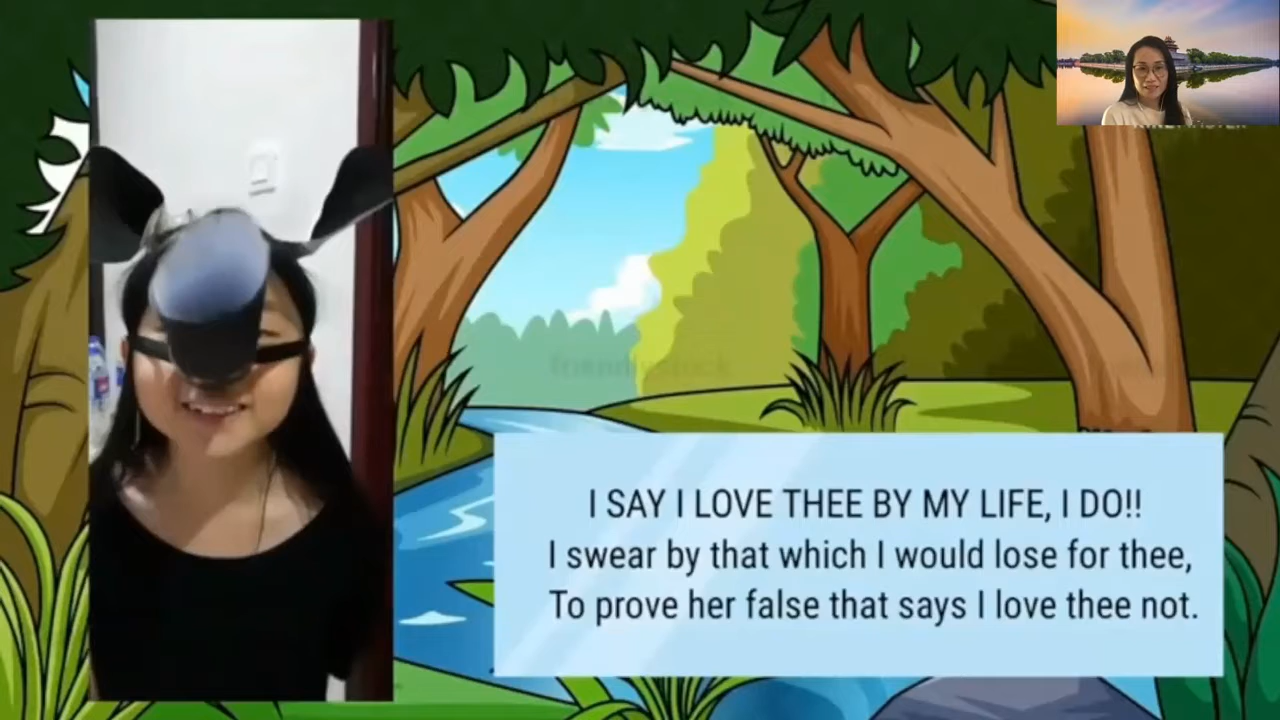 I SAY I LOVE THEE BY MY LIFE, I DO!!
I swear by that which I would lose for thee,
To prove her false that says I love thee not.